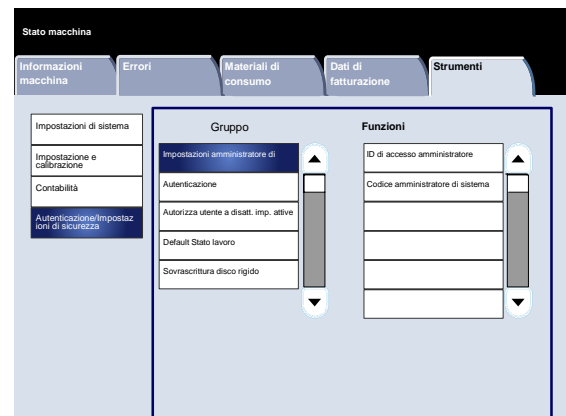 Stato macchina
Informazioni
macchina
Errori
Materiali di
consumo
Dati di
fatturazione
Strumenti
Impostazioni di sistema
Impostazione e
calibrazione
Contabilità
Autenticazione/Impostaz
ioni di sicurezza
Gruppo
Impostazioni amministratore di
Autenticazione
Autorizza utente a disatt. imp. attive
Default Stato lavoro
Sovrascrittura disco rigido
Funzioni
ID di accesso amministratore
Codice amministratore di sistema